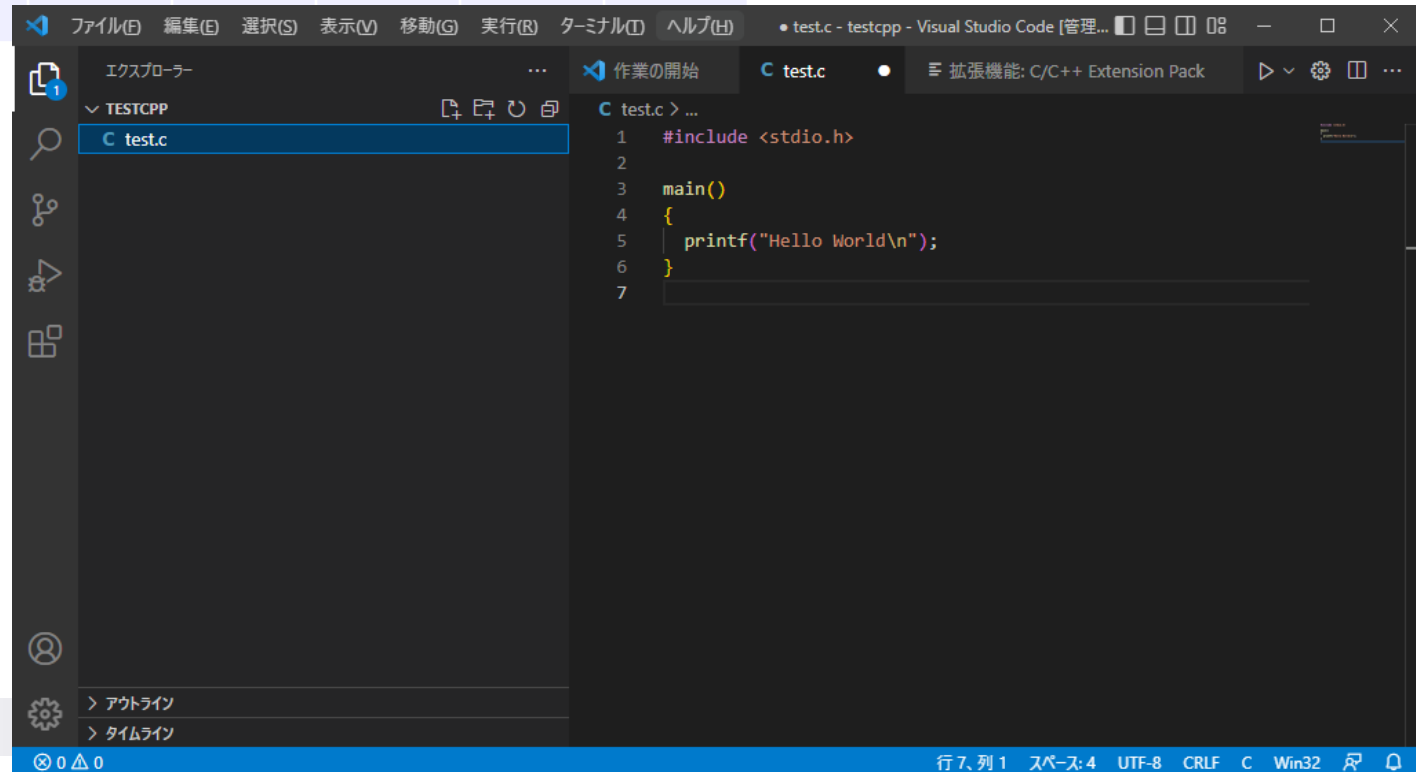 ファイル(F) 編集(E) 選択(S) 表示(V) 移動(G) 実行(R) ターミナル(T) ヘルプ(H) ● test.c - testcpp - Visual Studio Code [管理...
エクスプローラー ...
作業の開始 C test.c ● 拡張機能: C/C++ Extension Pack ...
1
TESTCPP
C test.c > ...
C test.c
1 #include <stdio.h>
2
3 main()
4 {
5 printf("Hello World\n");
6 }
7
アウトライン
タイムライン
0 0 行 7、列 1 スペース: 4 UTF-8 CRLF C Win32